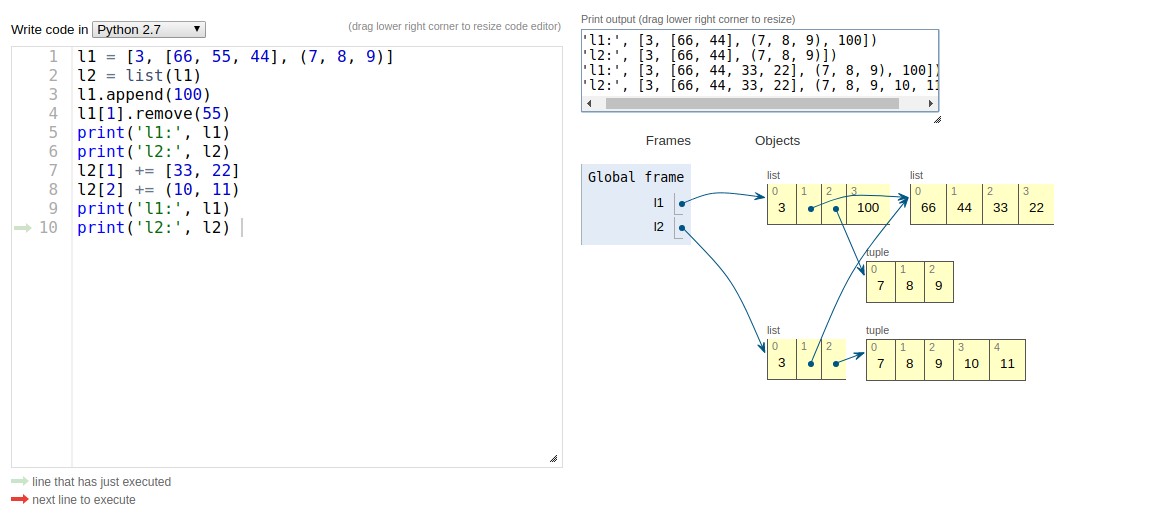 Write code in Python 2.7
(drag lower right corner to resize code editor)
1 l1 = [3, [66, 55, 44], (7, 8, 9)]
2 l2 = list(l1)
3 l1.append(100)
4 l1[1].remove(55)
5 print('l1:', l1)
6 print('l2:', l2)
7 l2[1] += [33, 22]
8 l2[2] += (10, 11)
9 print('l1:', l1)
10 print('l2:', l2)
line that has just executed
next line to execute
Print output (drag lower right corner to resize)
'l1:', [3, [66, 44], (7, 8, 9), 100])
'l2:', [3, [66, 44], (7, 8, 9)])
'l1:', [3, [66, 44, 33, 22], (7, 8, 9), 100])
'l2:', [3, [66, 44, 33, 22], (7, 8, 9, 10, 11
Frames Objects
Global frame
l1
l2
list
0 1 2 3
3 100
list
0 1 2 3
66 44 33 22
tuple
0 1 2
7 8 9
list
0 1 2
3
tuple
0 1 2 3 4
7 8 9 10 11